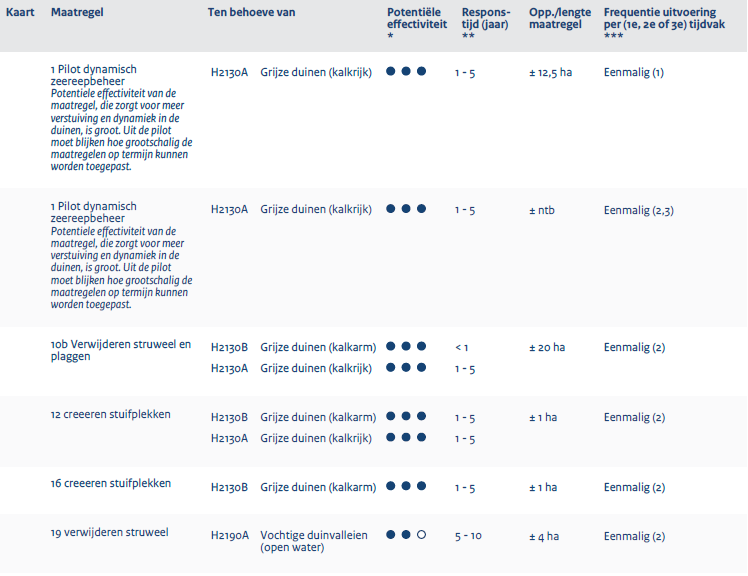 Kaart Maatregel Ten behoeve van Potentiële effectiviteit * Respons-tijd (jaar) ** Opp./lengte maatregel Frequentie uitvoering per (1e, 2e of 3e) tijdvak ***
1 Pilot dynamisch H2130A Grijze duinen (kalkrijk) ● ● ● 1 - 5 ± 12,5 ha Eenmalig (1)
zeereepbeheer
Potentiele effectiviteit van de
maatregel, die zorgt voor meer
verstuiving en dynamiek in de
duinen, is groot. Uit de pilot
moet blijken hoe grootschalig de
maatregelen op termijn kunnen
worden toegepast.
1 Pilot dynamisch H2130A Grijze duinen (kalkrijk) ● ● ● 1 - 5 ± ntb Eenmalig (2,3)
zeereepbeheer
Potentiele effectiviteit van de
maatregel, die zorgt voor meer
verstuiving en dynamiek in de
duinen, is groot. Uit de pilot
moet blijken hoe grootschalig de
maatregelen op termijn kunnen
worden toegepast.
10b Verwijderen struweel en H2130B Grijze duinen (kalkarm) ● ● ● < 1 ± 20 ha Eenmalig (2)
plaggen
H2130A Grijze duinen (kalkrijk) ● ● ● 1 - 5
12 creeeren stuifplekken H2130B Grijze duinen (kalkarm) ● ● ● 1 - 5 ± 1 ha Eenmalig (2)
H2130A Grijze duinen (kalkrijk) ● ● ● 1 - 5
16 creeeren stuifplekken H2130B Grijze duinen (kalkarm) ● ● ● 1 - 5 ± 1 ha Eenmalig (2)
19 verwijderen struweel H2190A Vochtige duinvalleien ● ● ○ 5 - 10 ± 4 ha Eenmalig (2)
(open water)